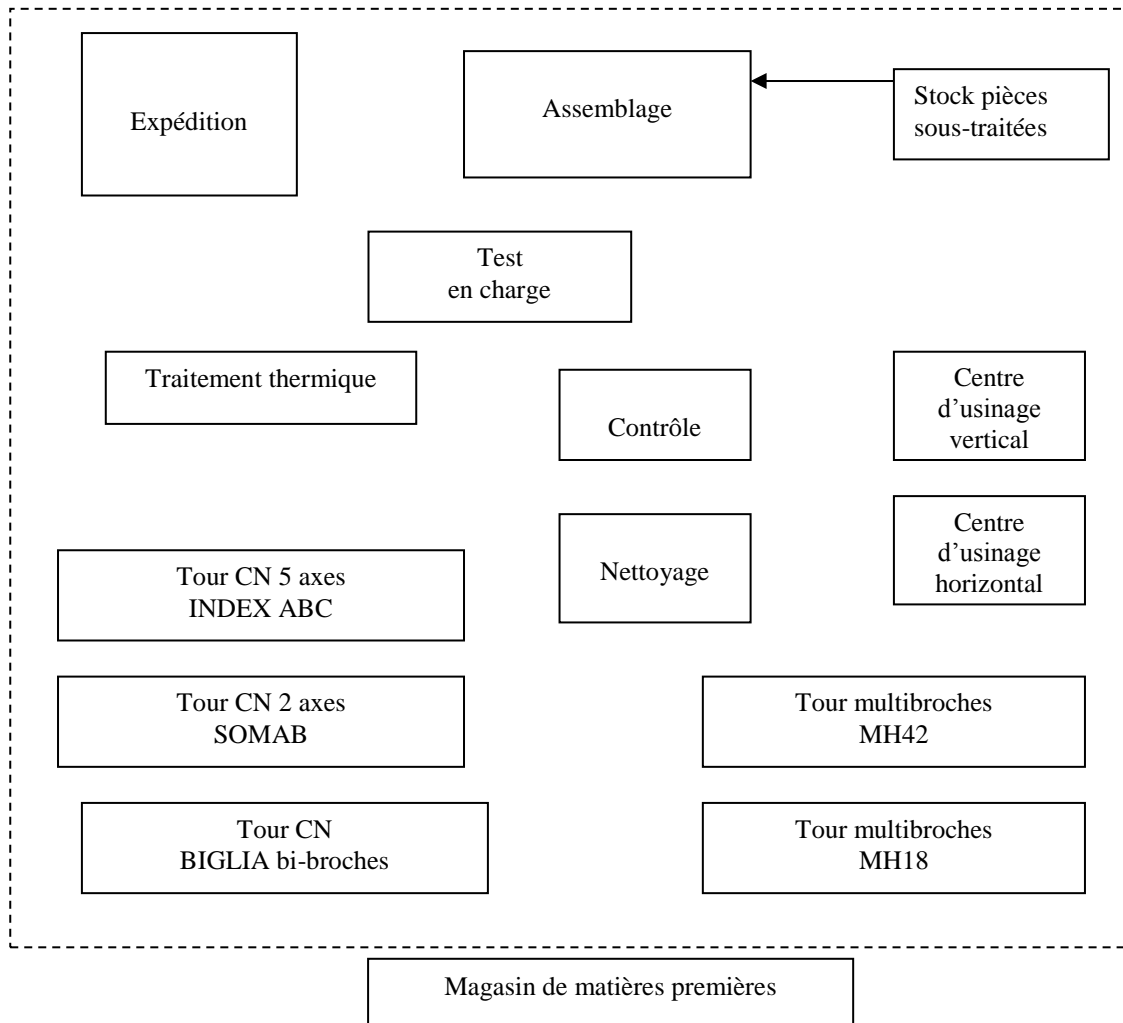 Expédition
Assemblage
Stock pièces
sous-traitées
Test
en charge
Traitement thermique
Contrôle
Centre
d’usinage
vertical
Nettoyage
Centre
d’usinage
horizontal
Tour CN 5 axes
INDEX ABC
Tour CN 2 axes
SOMAB
Tour multibroches
MH42
Tour CN
BIGLIA bi-broches
Tour multibroches
MH18
Magasin de matières premières